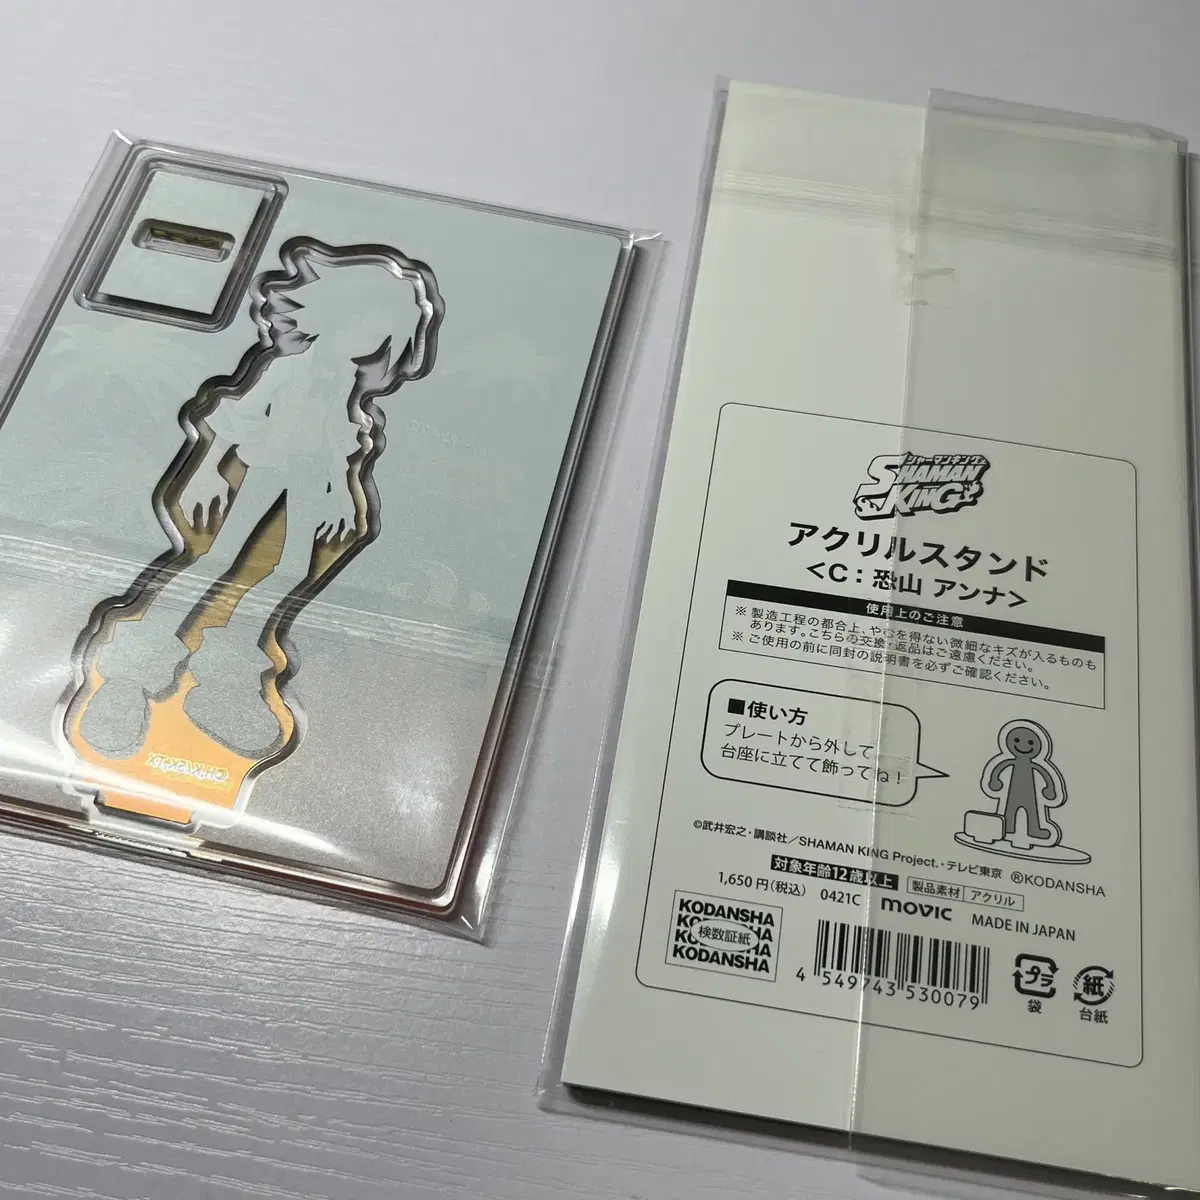 シャーマンキング
SHAMAN
KING
アクリルスタンド
<C:恐山 アンナ>
使用上のご注意
※製造工程の都合上、やむを得ない微細なキズが入るものも
あります。こちらの交換・返品はご遠慮ください。
※ご使用の前に同封の説明書を必ずご確認ください。
■使い方
プレートから外して
台座に立てて飾ってね!
©武井宏之・講談社/SHAMAN KING Project.・テレビ東京 ®KODANSHA
対象年齢12歳以上
1,650円(税込) 0421C 製品素材 アクリル
movic MADE IN JAPAN
KODANSHA
KODANSHA
検数証紙
KODANSHA
KODANSHA
4 549743 530079
プラ
袋
紙
台紙